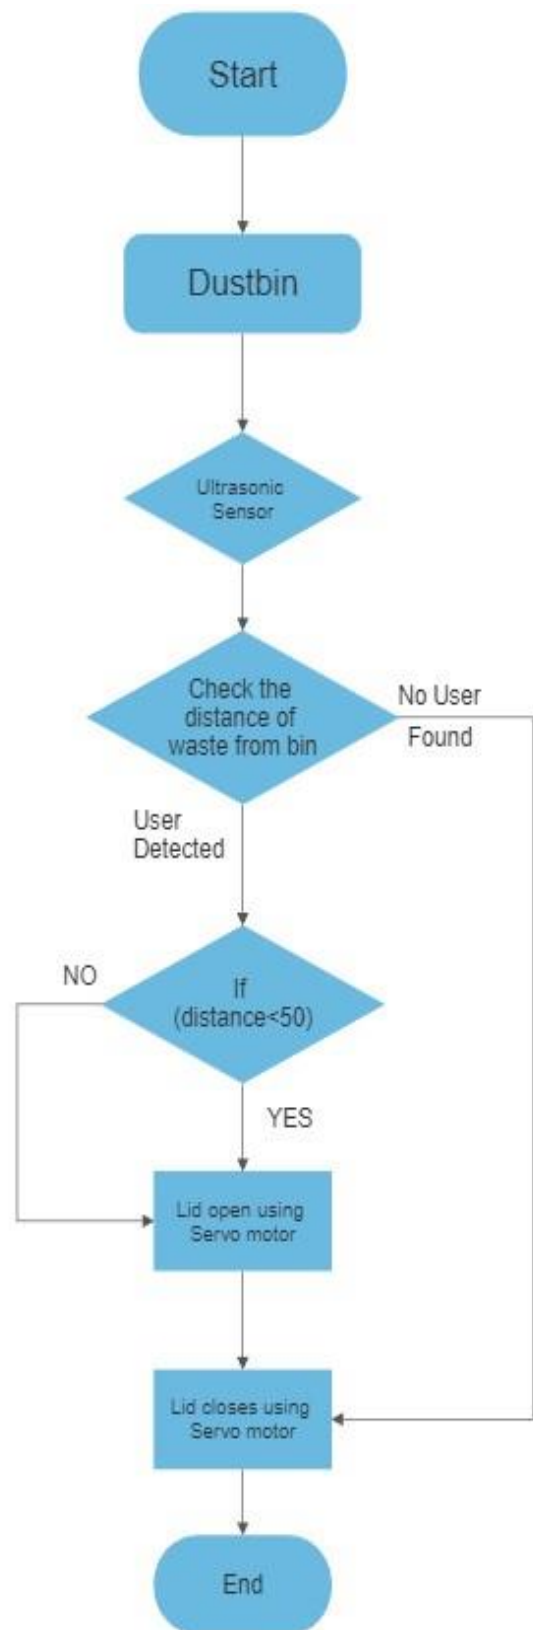 Start
Dustbin
Ultrasonic
Sensor
Check the
distance of
waste from bin
No User
Found
User
Detected
NO
If
(distance<50)
YES
Lid open using
Servo motor
Lid closes using
Servo motor
End